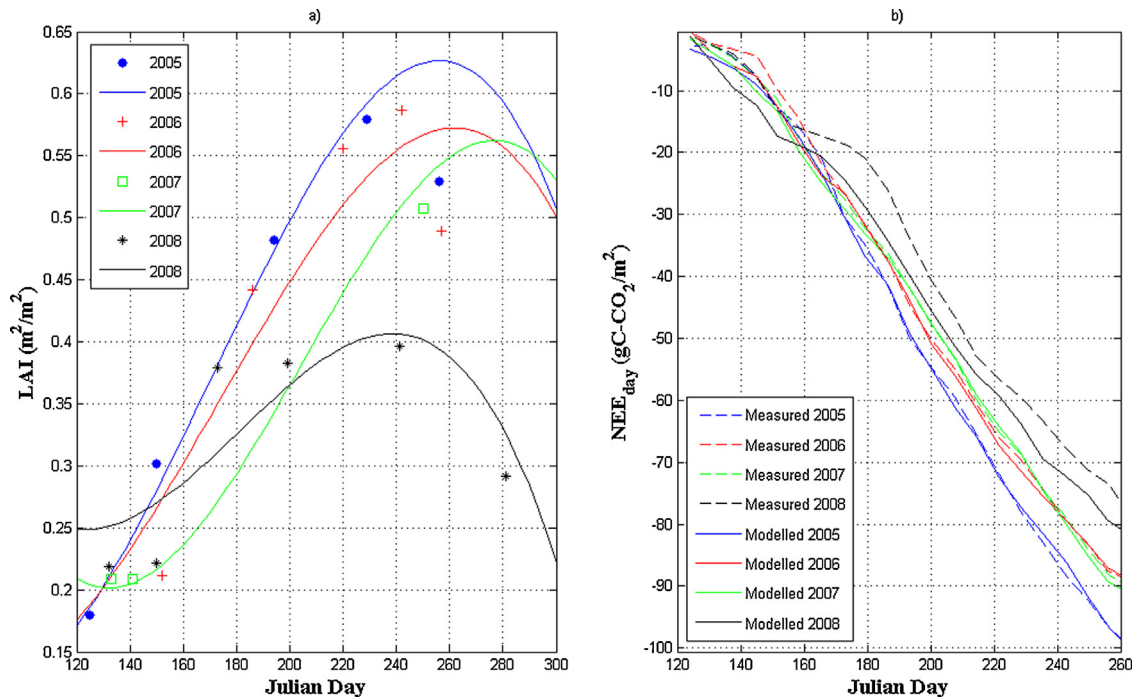 a)
0.65
0.6
0.55
0.5
0.45
0.4
0.35
0.3
0.25
0.2
0.15
LAI (m²/m²)
2005
2005
2006
2006
2007
2007
2008
2008
120 140 160 180 200 220 240 260 280 300
Julian Day
b)
-10
-20
-30
-40
-50
-60
-70
-80
-90
-100
NEE_day (gC-CO₂/m²)
Measured 2005
Measured 2006
Measured 2007
Measured 2008
Modelled 2005
Modelled 2006
Modelled 2007
Modelled 2008
120 140 160 180 200 220 240 260
Julian Day